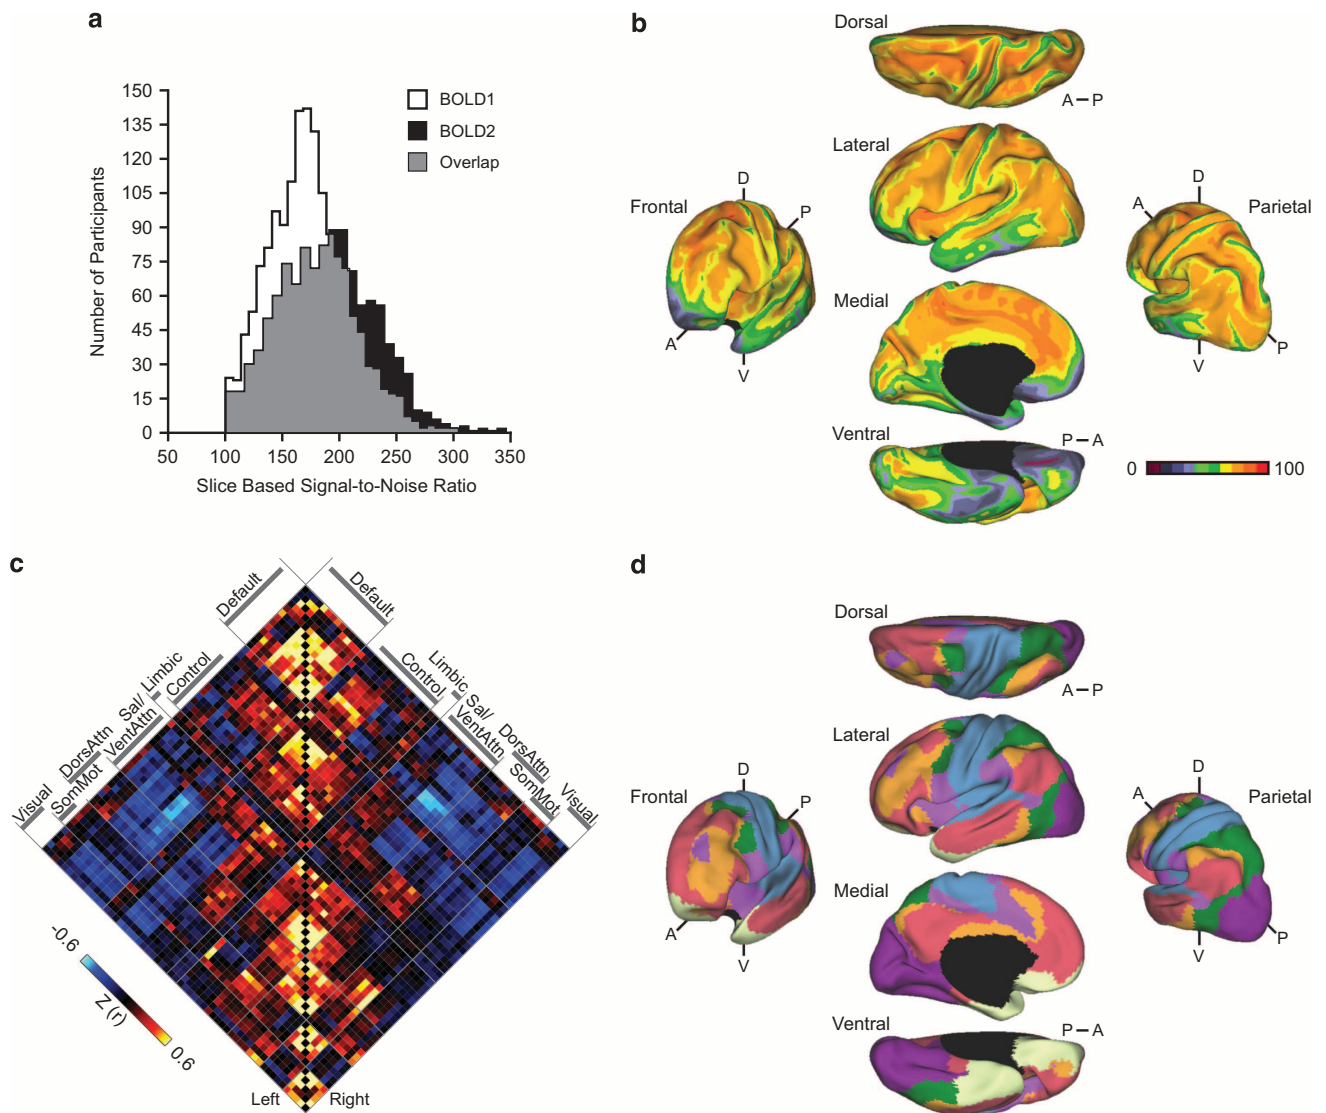 a
150
135
120
105
90
75
60
45
30
15
0
50
100
150
200
250
300
350
Number of Participants
Slice Based Signal-to-Noise Ratio
BOLD1
BOLD2
Overlap
b
Dorsal
A – P
Lateral
Frontal
D
P
A
V
Medial
Ventral
P – A
D
A
Parietal
P
V
0
100
c
Default
Default
Control
Limbic
Sal/
VentAttn
DorsAttn
SomMot
Visual
Control
Limbic
Sal/
VentAttn
DorsAttn
SomMot
Visual
-0.6
Z (r)
0.6
Left
Right
d
Dorsal
A – P
Lateral
Frontal
D
P
A
V
Medial
Ventral
P – A
D
A
Parietal
P
V